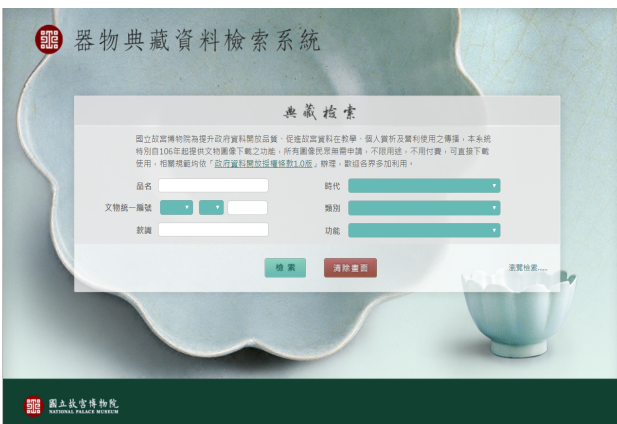 器物典藏資料檢索系統
典藏檢索
國立故宮博物院為提升政府資料開放品質、促進故宮資料在教學、個人賞析及營利使用之傳播，本系統
特別自106年起提供文物圖像下載之功能，所有圖像民眾無需申請，不限用途，不用付費，可直接下載
使用，相關規範均依「政府資料開放授權條款1.0版」辦理，歡迎各界多加利用。
品名 時代
文物統一編號 類別
款識 功能
檢索 清除畫面 瀏覽檢索......
國立故宮博物院
NATIONAL PALACE MUSEUM